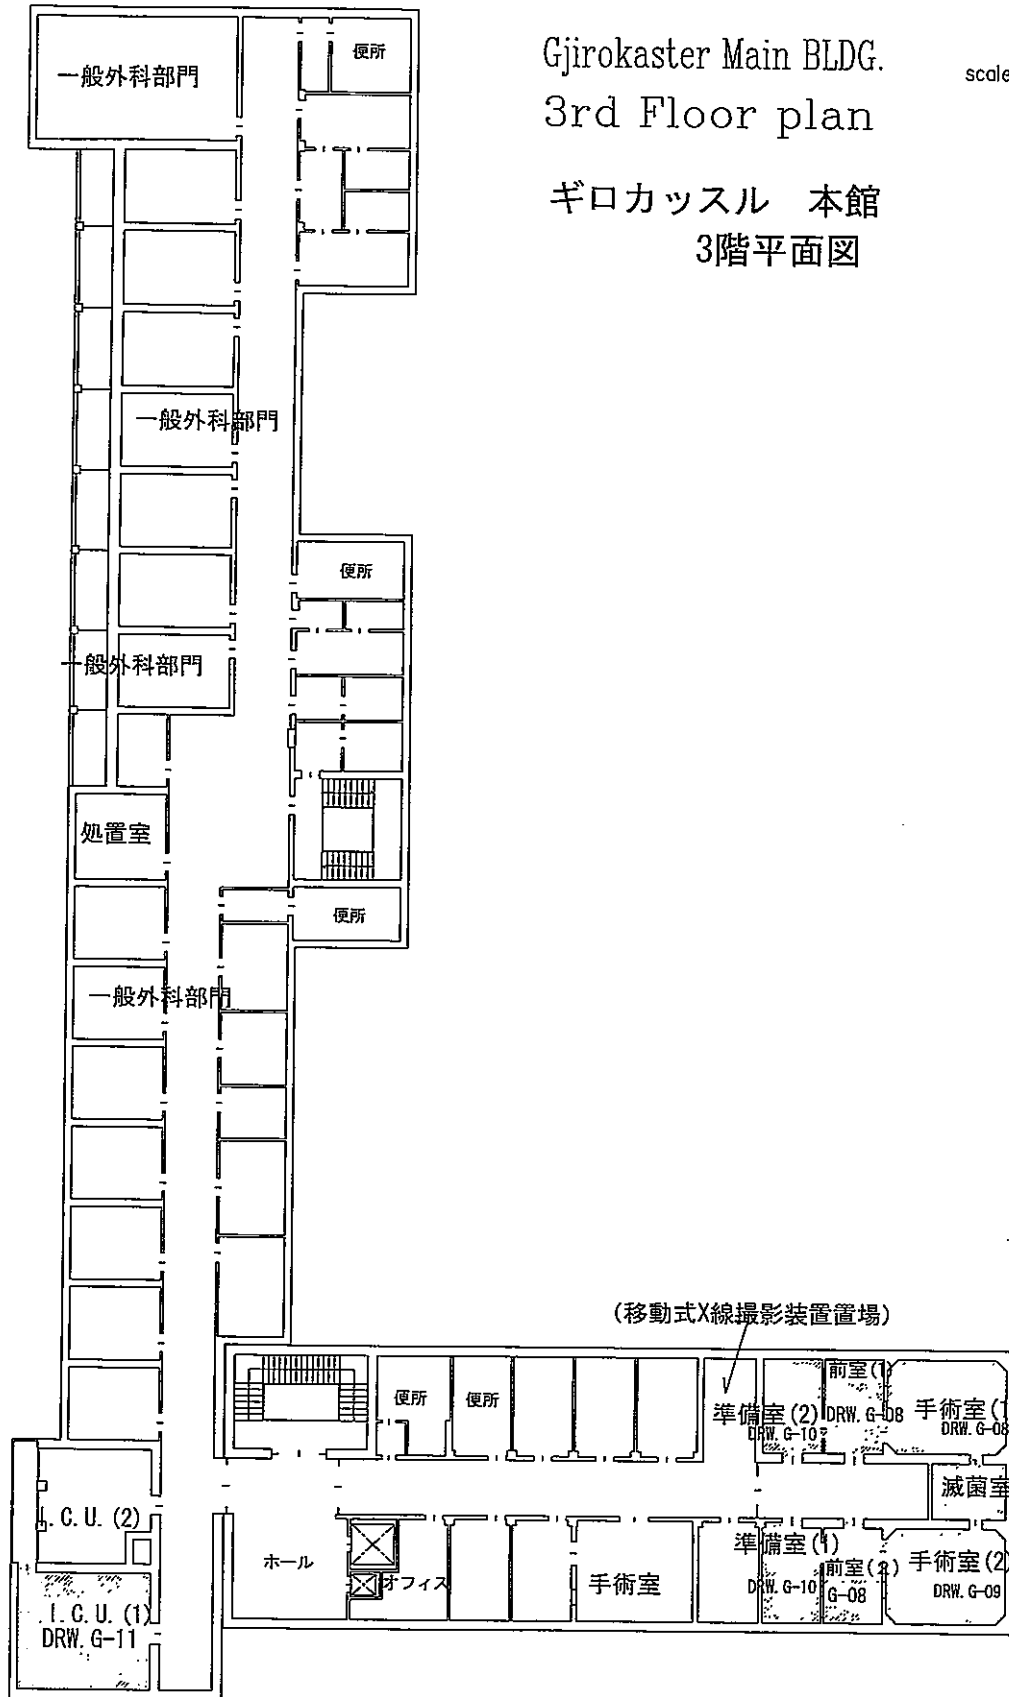 Gjirokaster Main BLDG.
scale
3rd Floor plan
ギロカッスル 本館
3階平面図
一般外科部門
便所
一般外科部門
便所
一般外科部門
処置室
便所
一般外科部門
(移動式X線撮影装置置場)
便所
便所
準備室(2)
DRW. G-10
前室(1)
DRW. G-08
手術室(1
DRW. G-08
滅菌室
I.C.U.(2)
ホール
オフィス
手術室
準備室(1)
DRW. G-10
前室(2)
G-08
手術室(2)
DRW. G-09
I.C.U.(1)
DRW. G-11